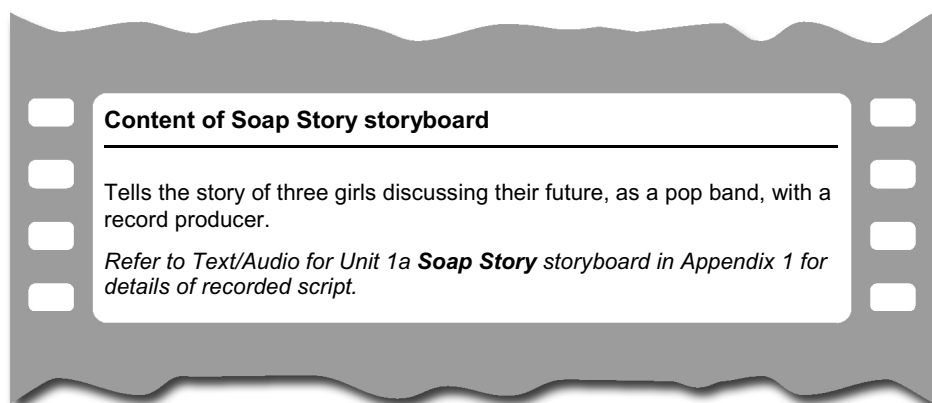 Content of Soap Story storyboard
Tells the story of three girls discussing their future, as a pop band, with a
record producer.
Refer to Text/Audio for Unit 1a Soap Story storyboard in Appendix 1 for
details of recorded script.